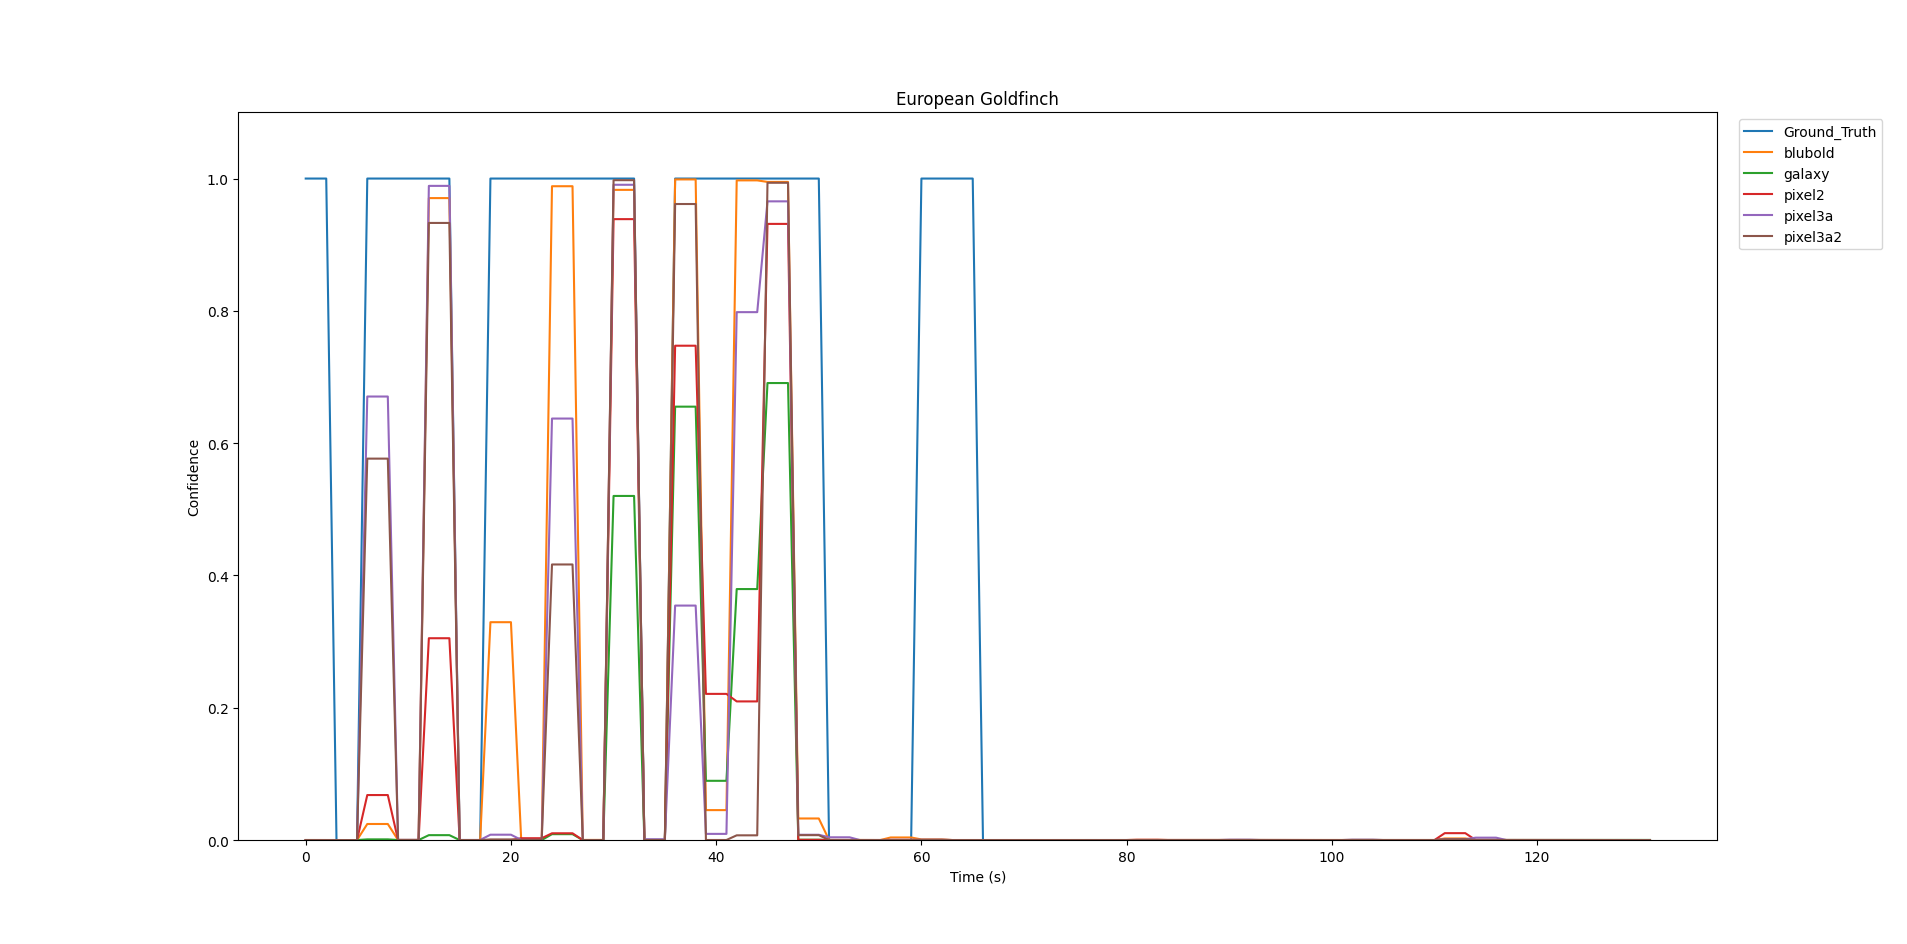 European Goldfinch
Ground_Truth
blubold
galaxy
pixel2
pixel3a
pixel3a2
1.0
0.8
0.6
0.4
0.2
0.0
Confidence
0 20 40 60 80 100 120
Time (s)